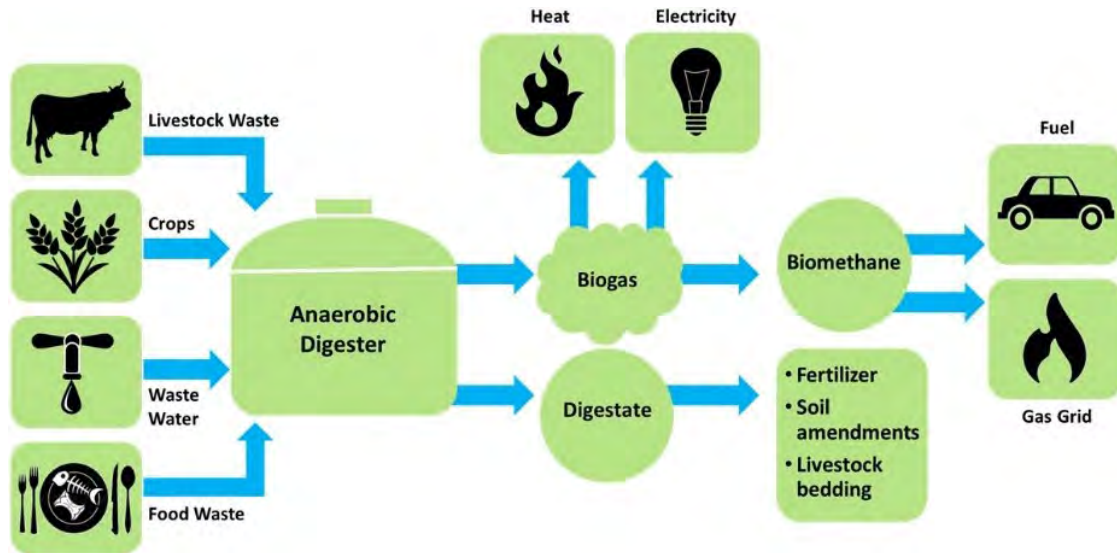 Heat
Electricity
Livestock Waste
Fuel
Crops
Anaerobic
Digester
Biogas
Biomethane
Waste
Water
Digestate
• Fertilizer
• Soil
amendments
• Livestock
bedding
Gas Grid
Food Waste